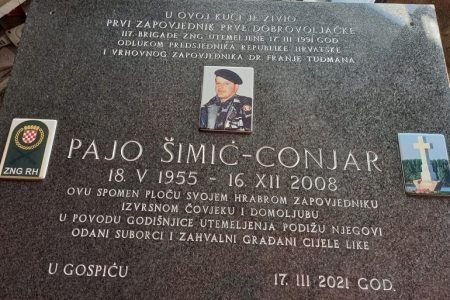 U OVOJ KUĆI JE ŽIVIO
PRVI ZAPOVJEDNIK PRVE DOBROVOLJAČKE
117. BRIGADE ZNG UTEMELJENE 17 III 1991 GOD
ODLUKOM PREDSJEDNIKA REPUBLIKE HRVATSKE
I VRHOVNOG ZAPOVJEDNIKA DR FRANJE TUĐMANA
ZNG RH
PAJO ŠIMIĆ-CONJAR
18 V 1955 - 16 XII 2008
OVU SPOMEN PLOČU SVOJEM HRABROM ZAPOVJEDNIKU
IZVRSNOM ČOVJEKU I DOMOLJUBU
U POVODU GODIŠNJICE UTEMELJENJA PODIŽU NJEGOVI
ODANI SUBORCI I ZAHVALNI GRAĐANI CIJELE LIKE
U GOSPIĆU 17. III 2021 GOD.